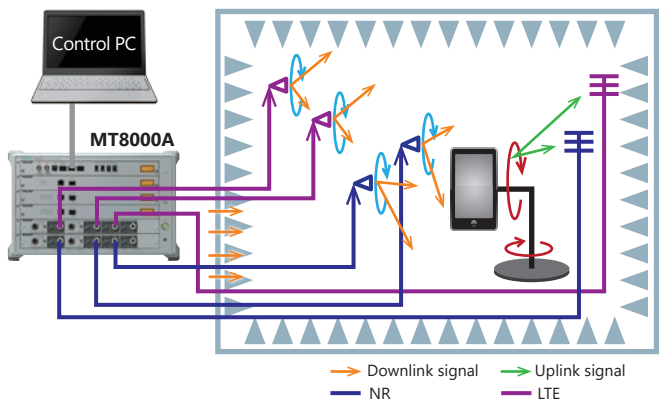 Control PC
MT8000A
Downlink signal
Uplink signal
NR
LTE